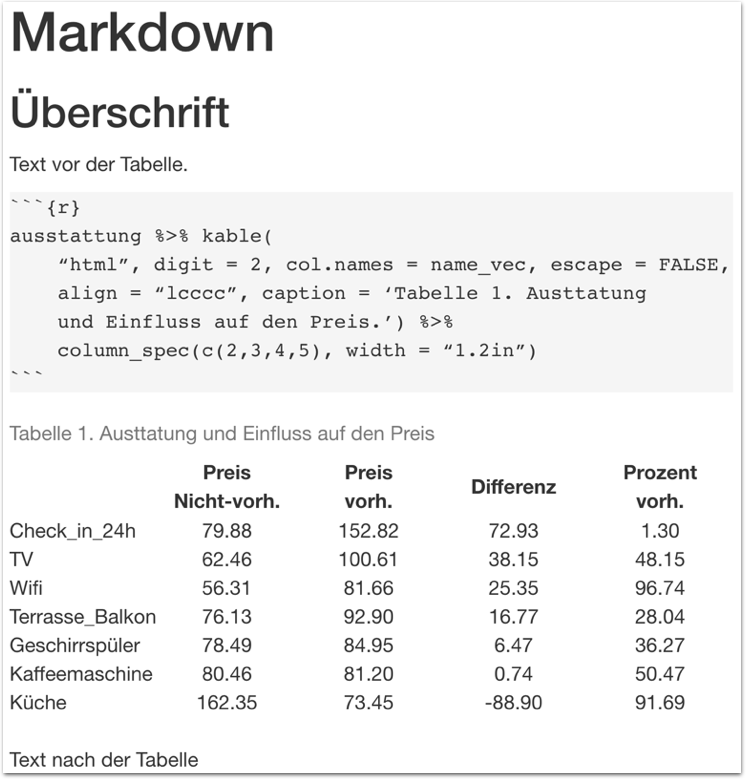 Markdown
Überschrift
Text vor der Tabelle.
```{r}
ausstattung %>% kable(
“html”, digit = 2, col.names = name_vec, escape = FALSE,
align = “lcccc”, caption = ‘Tabelle 1. Austtatung
und Einfluss auf den Preis.’) %>%
column_spec(c(2,3,4,5), width = “1.2in”)
```
Tabelle 1. Austtatung und Einfluss auf den Preis
Preis Preis Differenz Prozent
Nicht-vorh. vorh. vorh.
Check_in_24h 79.88 152.82 72.93 1.30
TV 62.46 100.61 38.15 48.15
Wifi 56.31 81.66 25.35 96.74
Terrasse_Balkon 76.13 92.90 16.77 28.04
Geschirrspüler 78.49 84.95 6.47 36.27
Kaffeemaschine 80.46 81.20 0.74 50.47
Küche 162.35 73.45 -88.90 91.69
Text nach der Tabelle